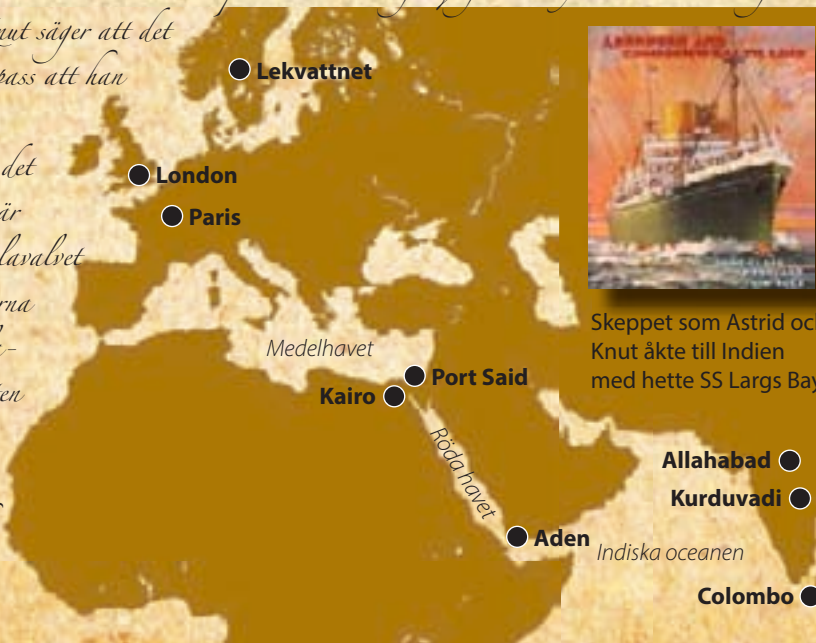 nut säger att det
pass att han
det
är
lavalvet
rna
ten
Lekvattnet
London
Paris
Medelhavet
Port Said
Kairo
Röda havet
Aden
Indiska oceanen
Allahabad
Kurduvadi
Colombo
Skeppet som Astrid och
Knut åkte till Indien
med hette SS Largs Bay